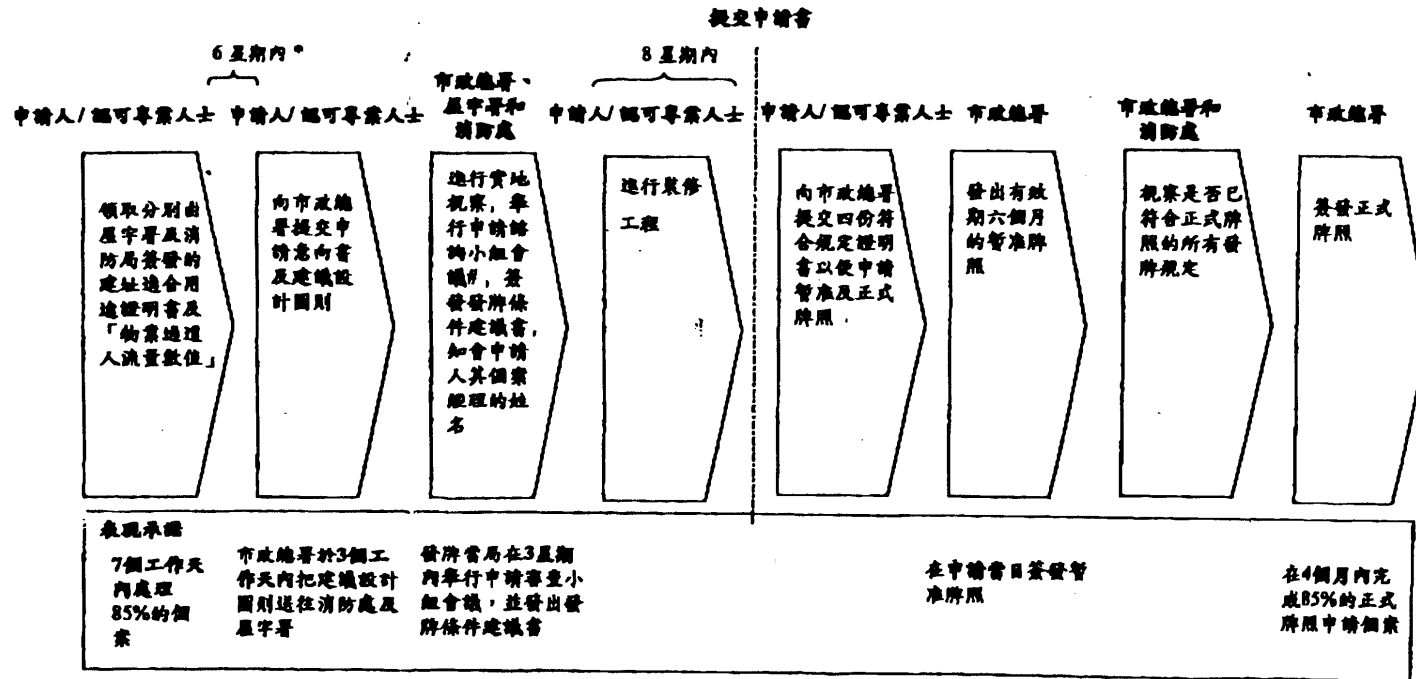 提交申請書
6 星期內 *
8 星期內
申請人/ 認可專業人士
申請人/ 認可專業人士
市政總署、
屋宇署和
消防處
申請人/ 認可專業人士
申請人/ 認可專業人士
市政總署
市政總署和
消防處
市政總署
領取分別由
屋宇署及消
防局簽發的
建址適合用
途證明書及
「物業通道
人流量數值」
向市政總
署提交申
請意向書
及建議設
計圖則
進行實地
視察，舉
行申請諮
詢小組會
議#，簽
發發牌條
件建議書，
知會申請
人其個案
經理的姓
名
進行裝修
工程
向市政總署
提交四份符
合規定證明
書以便申請
暫准及正式
牌照
發出有效
期六個月
的暫准牌
照
視察是否已
符合正式牌
照的所有發
牌規定
簽發正式
牌照
表現承諾
7個工作天
內處理
85%的個
案
市政總署於3個工
作天內把建議設計
圖則送往消防處及
屋宇署
發牌當局在3星期
內舉行申請審查小
組會議，並發出發
牌條件建議書
在申請當日簽發暫
准牌照
在4個月內完
成85%的正式
牌照申請個案